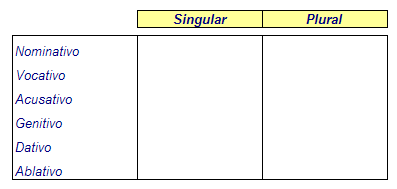 Singular Plural
Nominativo
Vocativo
Acusativo
Genitivo
Dativo
Ablativo